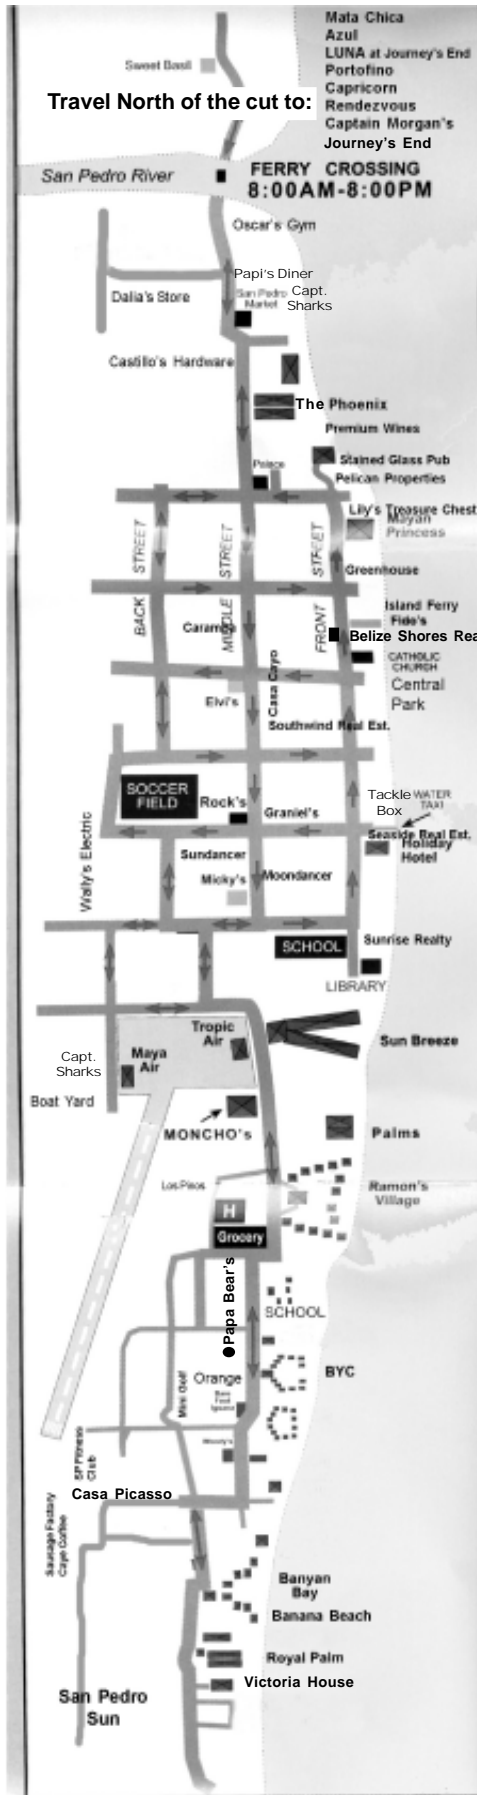 Mata Chica
Azul
LUNA at Journey's End
Portofino
Capricorn
Rendezvous
Captain Morgan's
Journey's End
Sweet Basil
Travel North of the cut to:
San Pedro River
FERRY CROSSING
8:00AM-8:00PM
Oscar's Gym
Papi's Diner
Dalia's Store
San Pedro
Market
Capt.
Sharks
Castillo's Hardware
The Phoenix
Premium Wines
Stained Glass Pub
Palace
Pelican Properties
Lily's Treasure Chest
Mayan
Princess
BACK STREET
MIDDLE STREET
FRONT STREET
Greenhouse
Island Ferry
Fido's
Caramba
Belize Shores Rea
CATHOLIC
CHURCH
Casa Cayo
Elvi's
Central
Park
Southwind Real Est.
SOCCER
FIELD
Rock's
Graniel's
Tackle
Box
WATER
TAXI
Wally's Electric
Seaside Real Est.
Holiday
Hotel
Sundancer
Micky's
Moondancer
SCHOOL
Sunrise Realty
LIBRARY
Tropic
Air
Sun Breeze
Capt.
Sharks
Maya
Air
Boat Yard
MONCHO's
Palms
Los Pinos
Ramon's
Village
H
Grocery
Papa Bear's
SCHOOL
BYC
Orange
Mini Golf
Woody's
SP Fitness
Club
Casa Picasso
Sausage Factory
Caye Coffee
Banyan
Bay
Banana Beach
Royal Palm
Victoria House
San Pedro
Sun